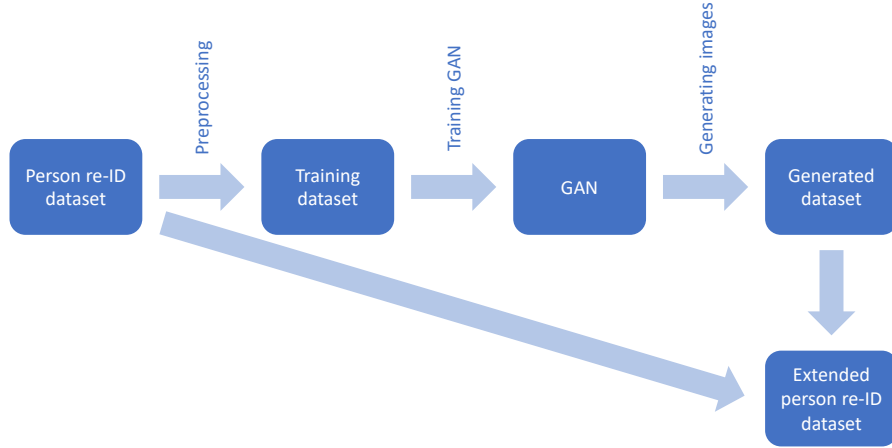 Preprocessing
Training GAN
Generating images
Person re-ID
dataset
Training
dataset
GAN
Generated
dataset
Extended
person re-ID
dataset